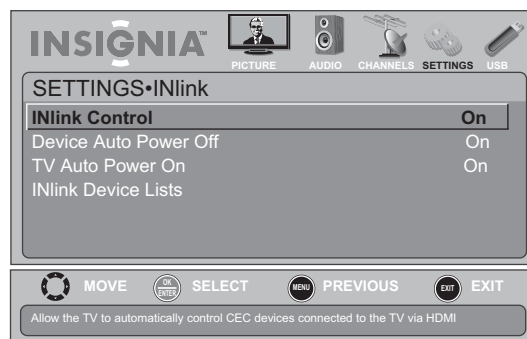 INSIGNIA™
PICTURE AUDIO CHANNELS SETTINGS USB
SETTINGS•INlink
INlink Control On
Device Auto Power Off On
TV Auto Power On On
INlink Device Lists
MOVE OK ENTER SELECT MENU PREVIOUS EXIT EXIT
Allow the TV to automatically control CEC devices connected to the TV via HDMI